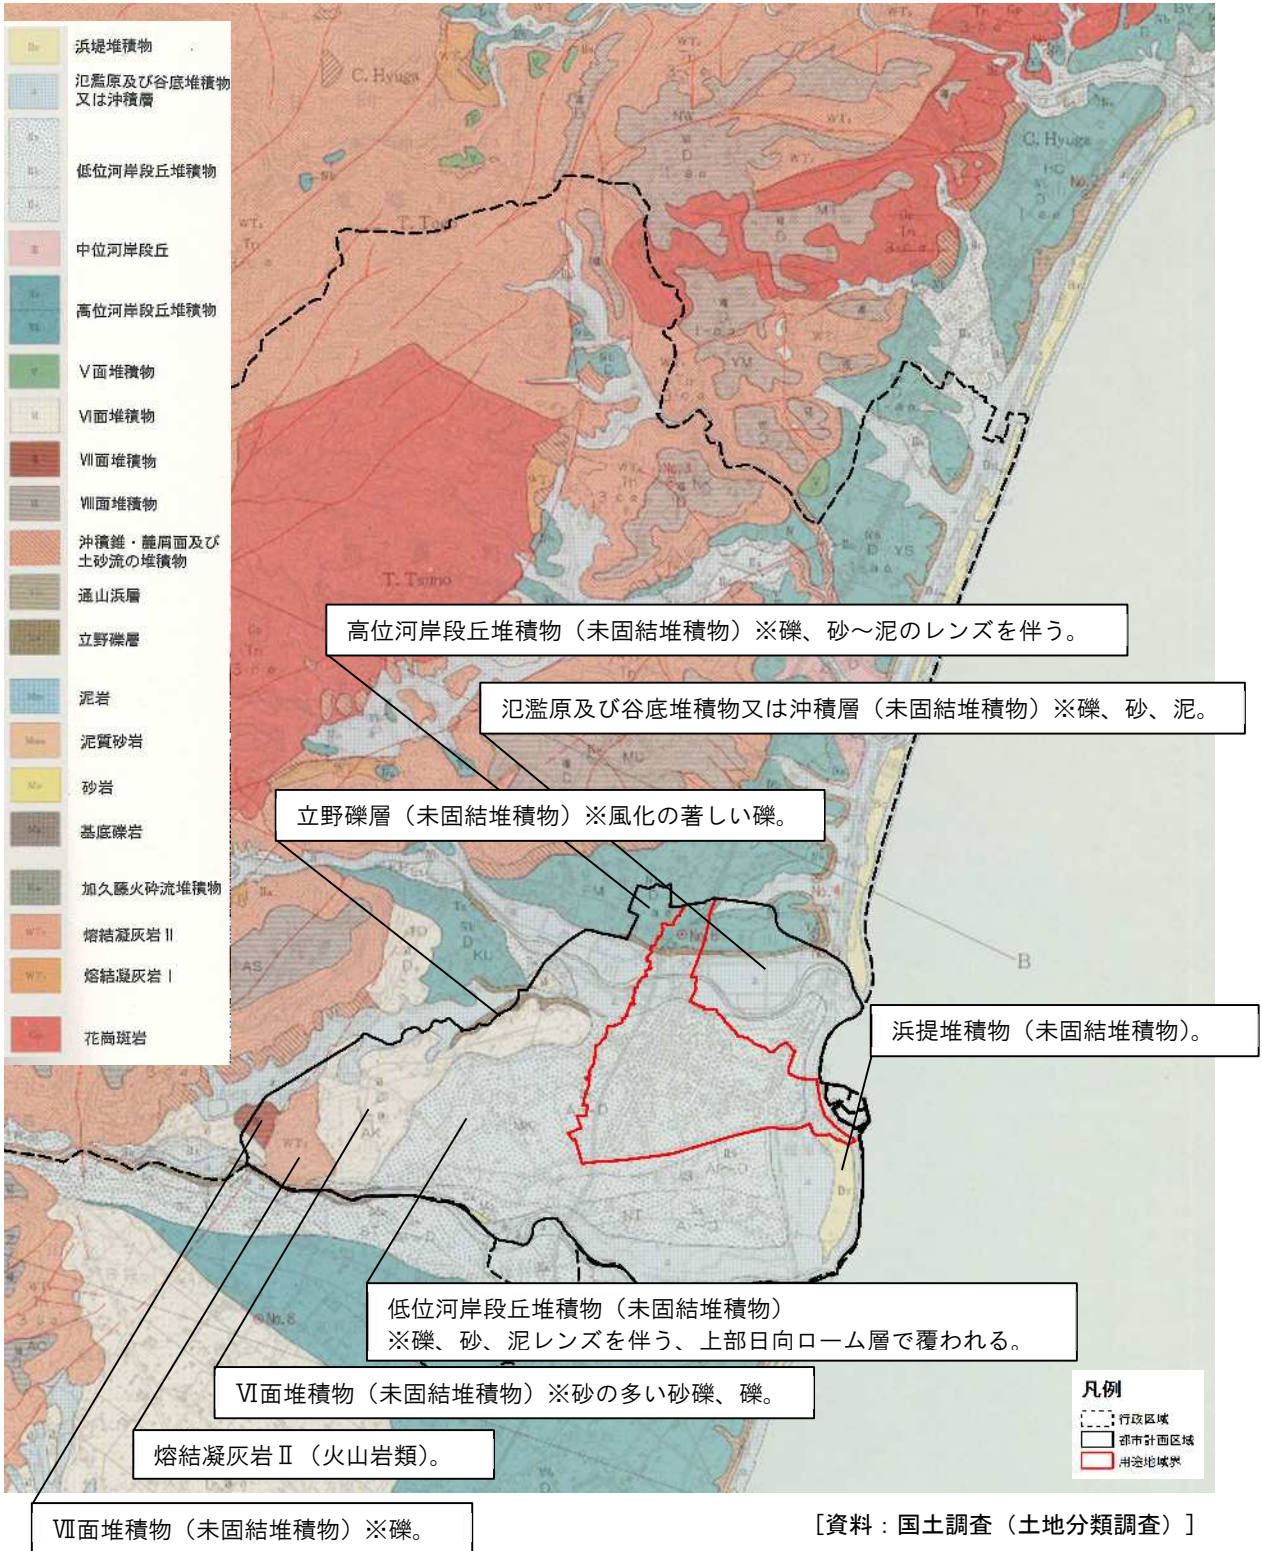 浜堤堆積物
氾濫原及び谷底堆積物
又は沖積層
低位河岸段丘堆積物
中位河岸段丘
高位河岸段丘堆積物
Ⅴ面堆積物
Ⅵ面堆積物
Ⅶ面堆積物
Ⅷ面堆積物
沖積錐・麓屑面及び
土砂流の堆積物
通山浜層
立野礫層
泥岩
泥質砂岩
砂岩
基底礫岩
加久藤火砕流堆積物
熔結凝灰岩Ⅱ
熔結凝灰岩Ⅰ
花崗斑岩
C. Hyuga
C. Hyuga
T. Tsuno
高位河岸段丘堆積物（未固結堆積物）※礫、砂～泥のレンズを伴う。
氾濫原及び谷底堆積物又は沖積層（未固結堆積物）※礫、砂、泥。
立野礫層（未固結堆積物）※風化の著しい礫。
B
浜提堆積物（未固結堆積物）。
低位河岸段丘堆積物（未固結堆積物）
※礫、砂、泥レンズを伴う、上部日向ローム層で覆われる。
Ⅵ面堆積物（未固結堆積物）※砂の多い砂礫、礫。
熔結凝灰岩Ⅱ（火山岩類）。
Ⅶ面堆積物（未固結堆積物）※礫。
凡例
行政区域
都市計画区域
用途地域界
［資料：国土調査（土地分類調査）］